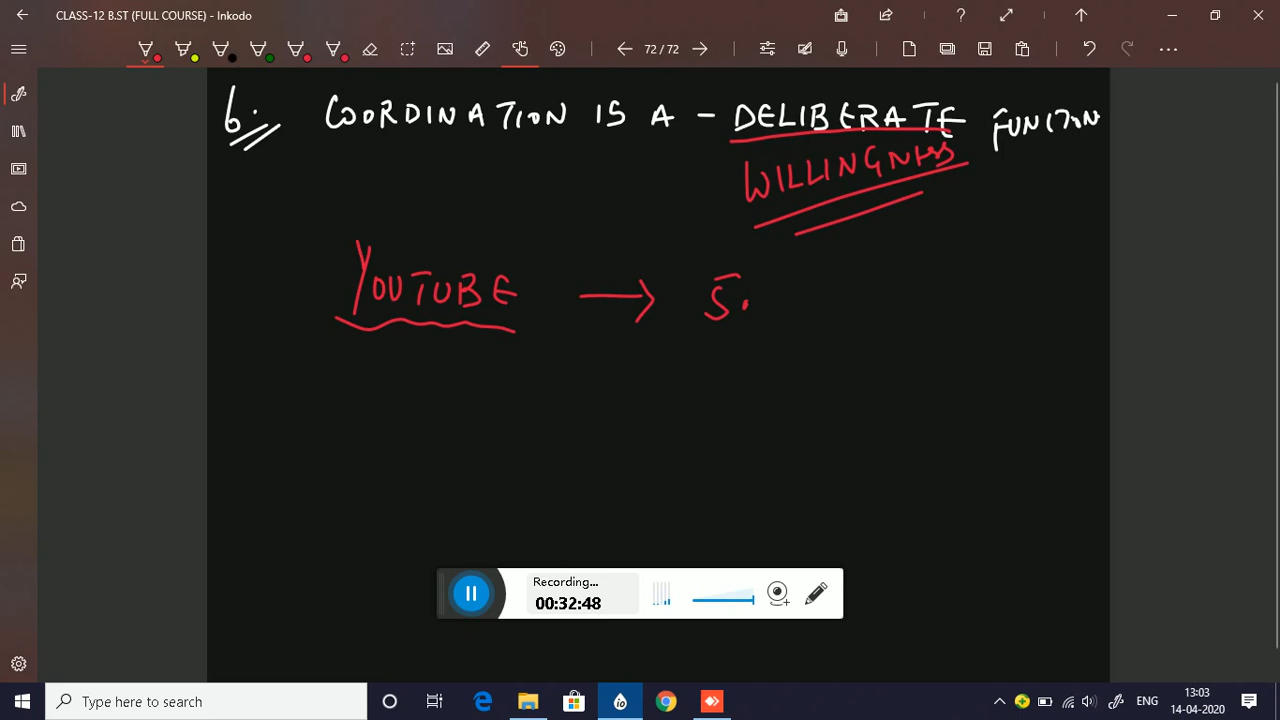 CLASS-12 B.ST (FULL COURSE) - Inkodo
72 / 72
6. COORDINATION IS A - DELIBERATE FUNCTION
WILLINGNESS
YOUTUBE → 5.
Recording...
00:32:48
Type here to search
ENG
13:03
14-04-2020